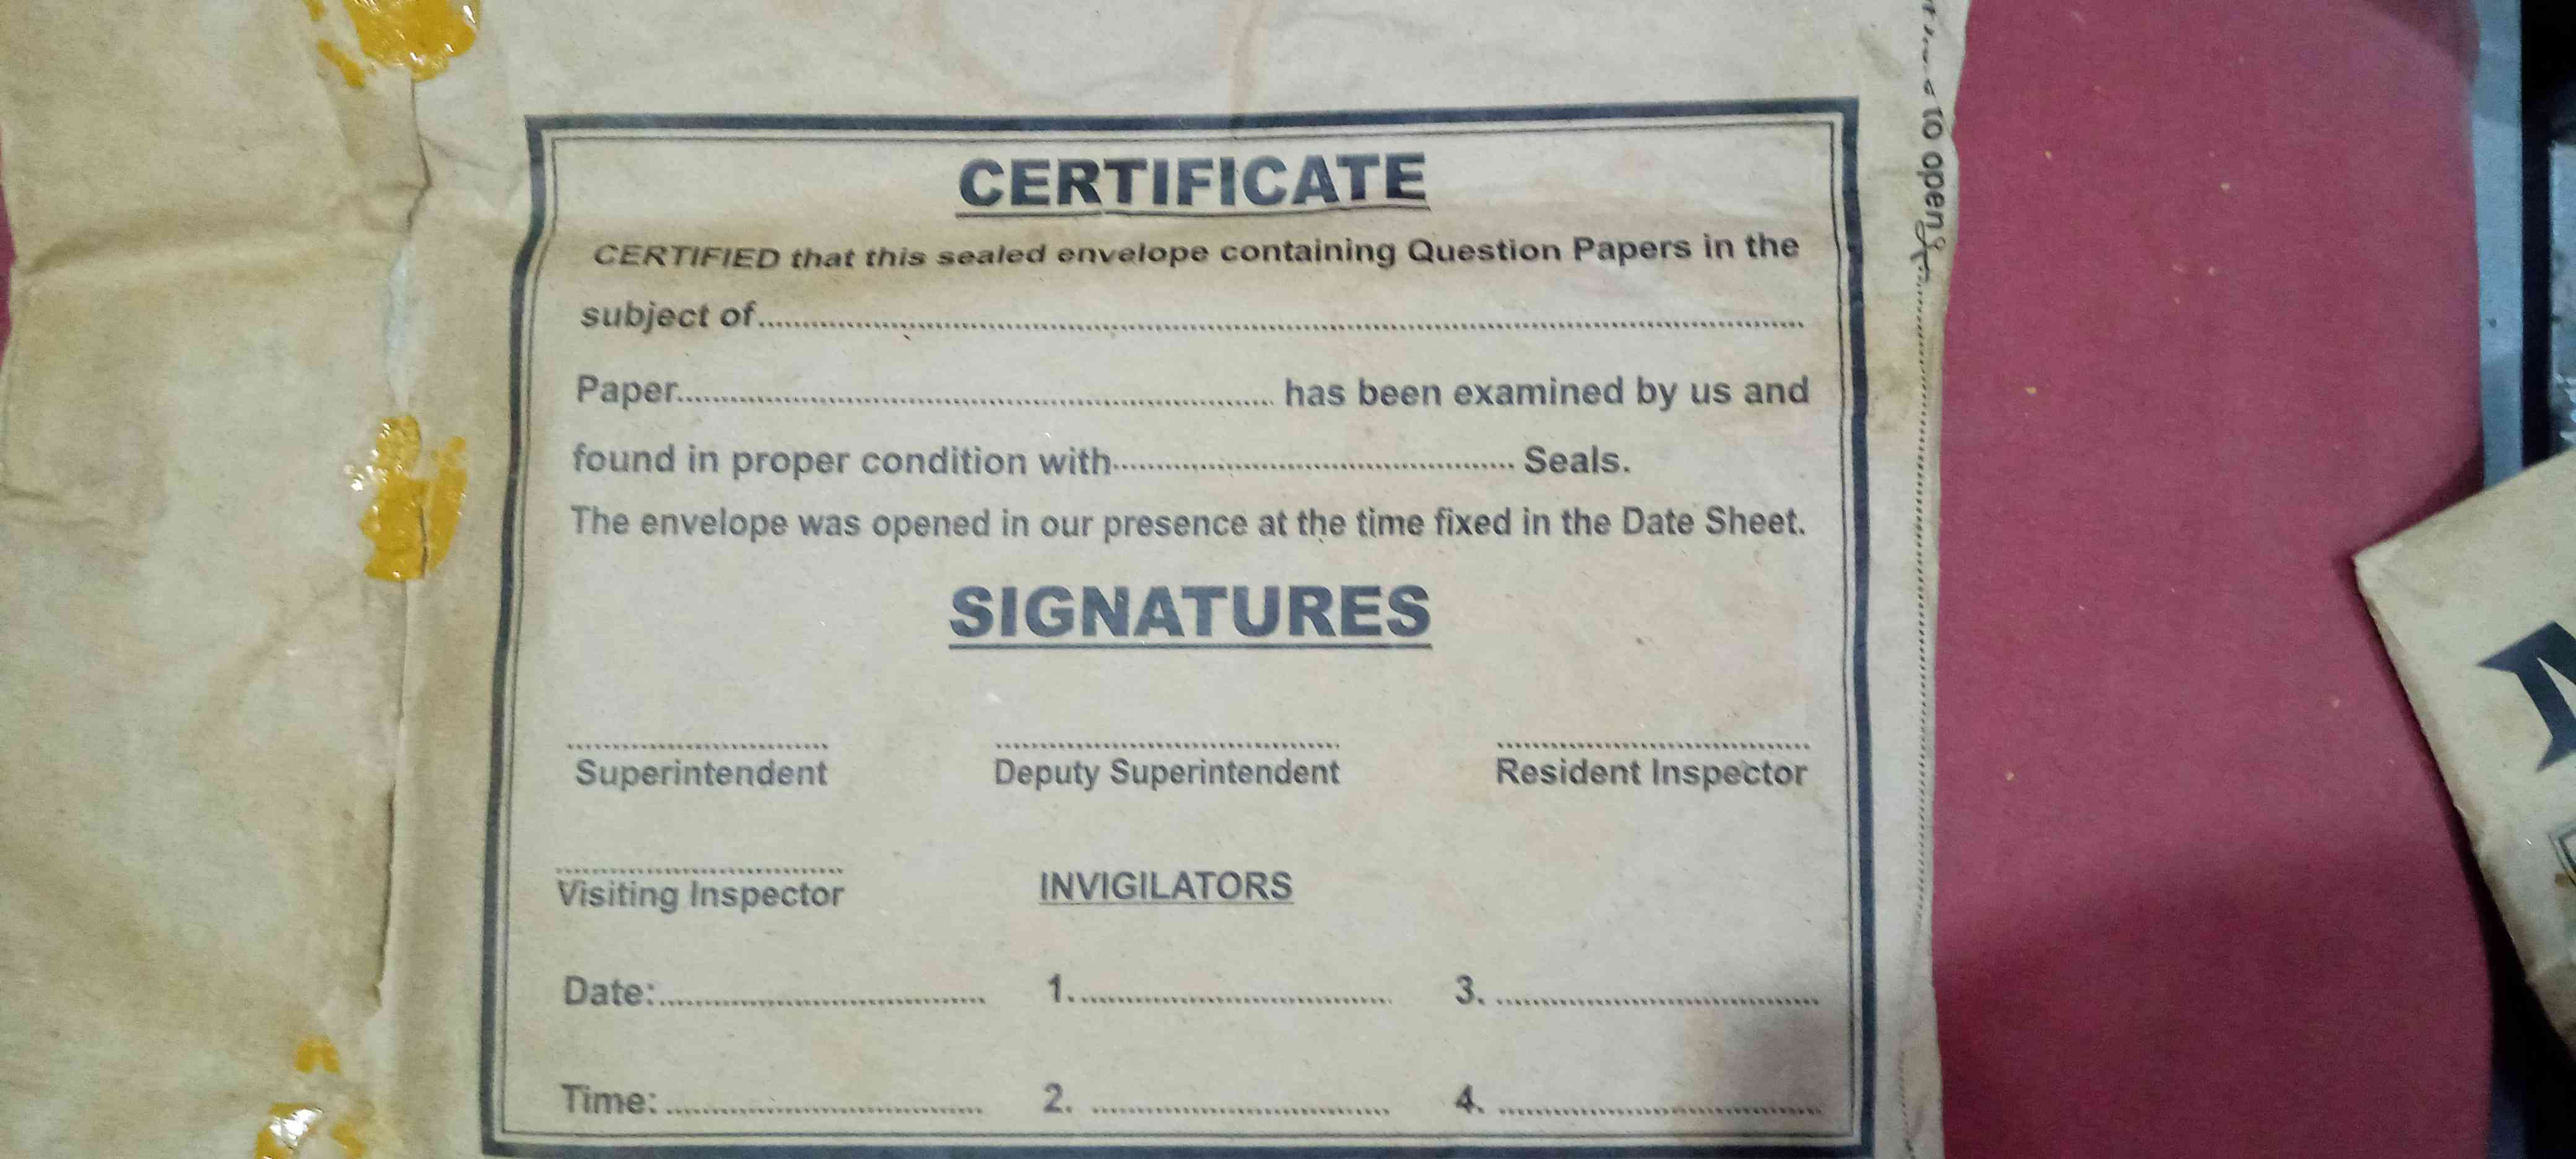 CERTIFICATE
CERTIFIED that this sealed envelope containing Question Papers in the
subject of................................................
Paper................................ has been examined by us and
found in proper condition with........................ Seals.
The envelope was opened in our presence at the time fixed in the Date Sheet.
SIGNATURES
Superintendent Deputy Superintendent Resident Inspector
Visiting Inspector INVIGILATORS
Date:.................... 1..................... 3. ....................
Time: .................... 2. .................... 4. ....................
to open